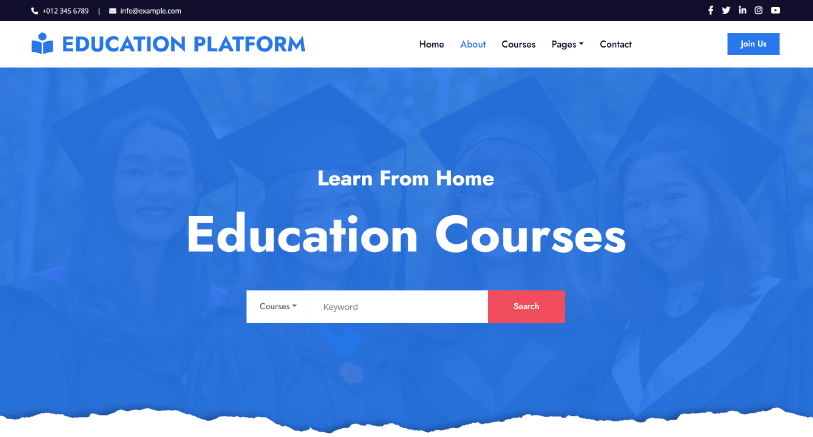 +012 345 6789 | info@example.com
EDUCATION PLATFORM
Home About Courses Pages Contact Join Us
Learn From Home
Education Courses
Courses Keyword Search